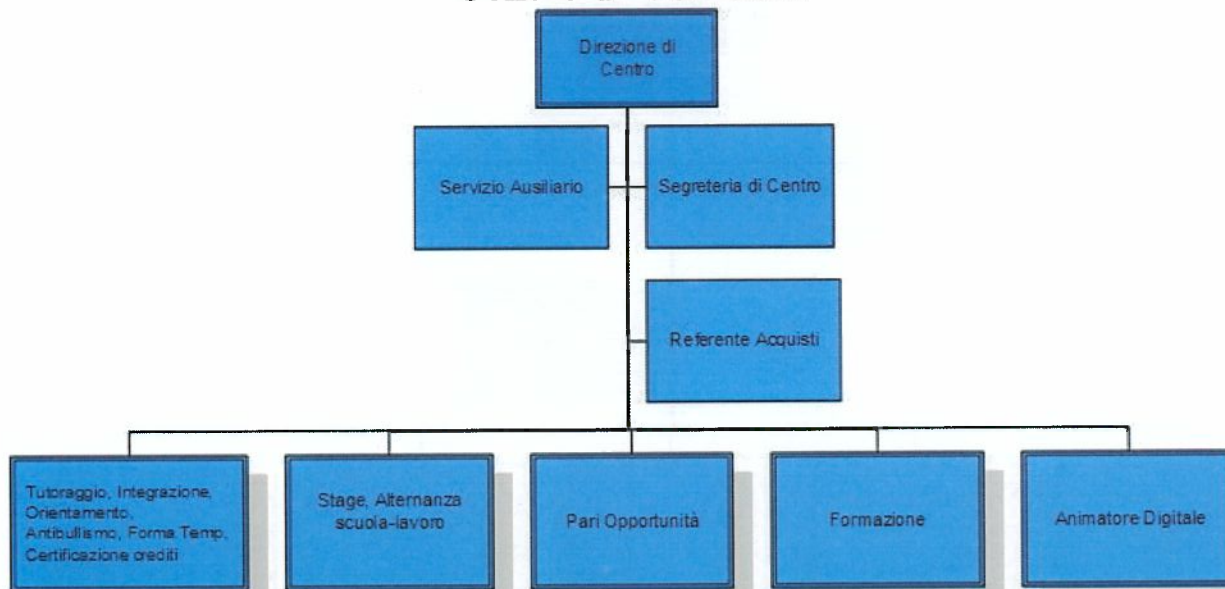 Direzione di
Centro
Servizio Ausiliario
Segreteria di Centro
Referente Acquisti
Tutoraggio, Integrazione,
Orientamento,
Antibullismo, Forma Temp,
Certificazione crediti
Stage, Alternanza
scuola-lavoro
Pari Opportunità
Formazione
Animatore Digitale